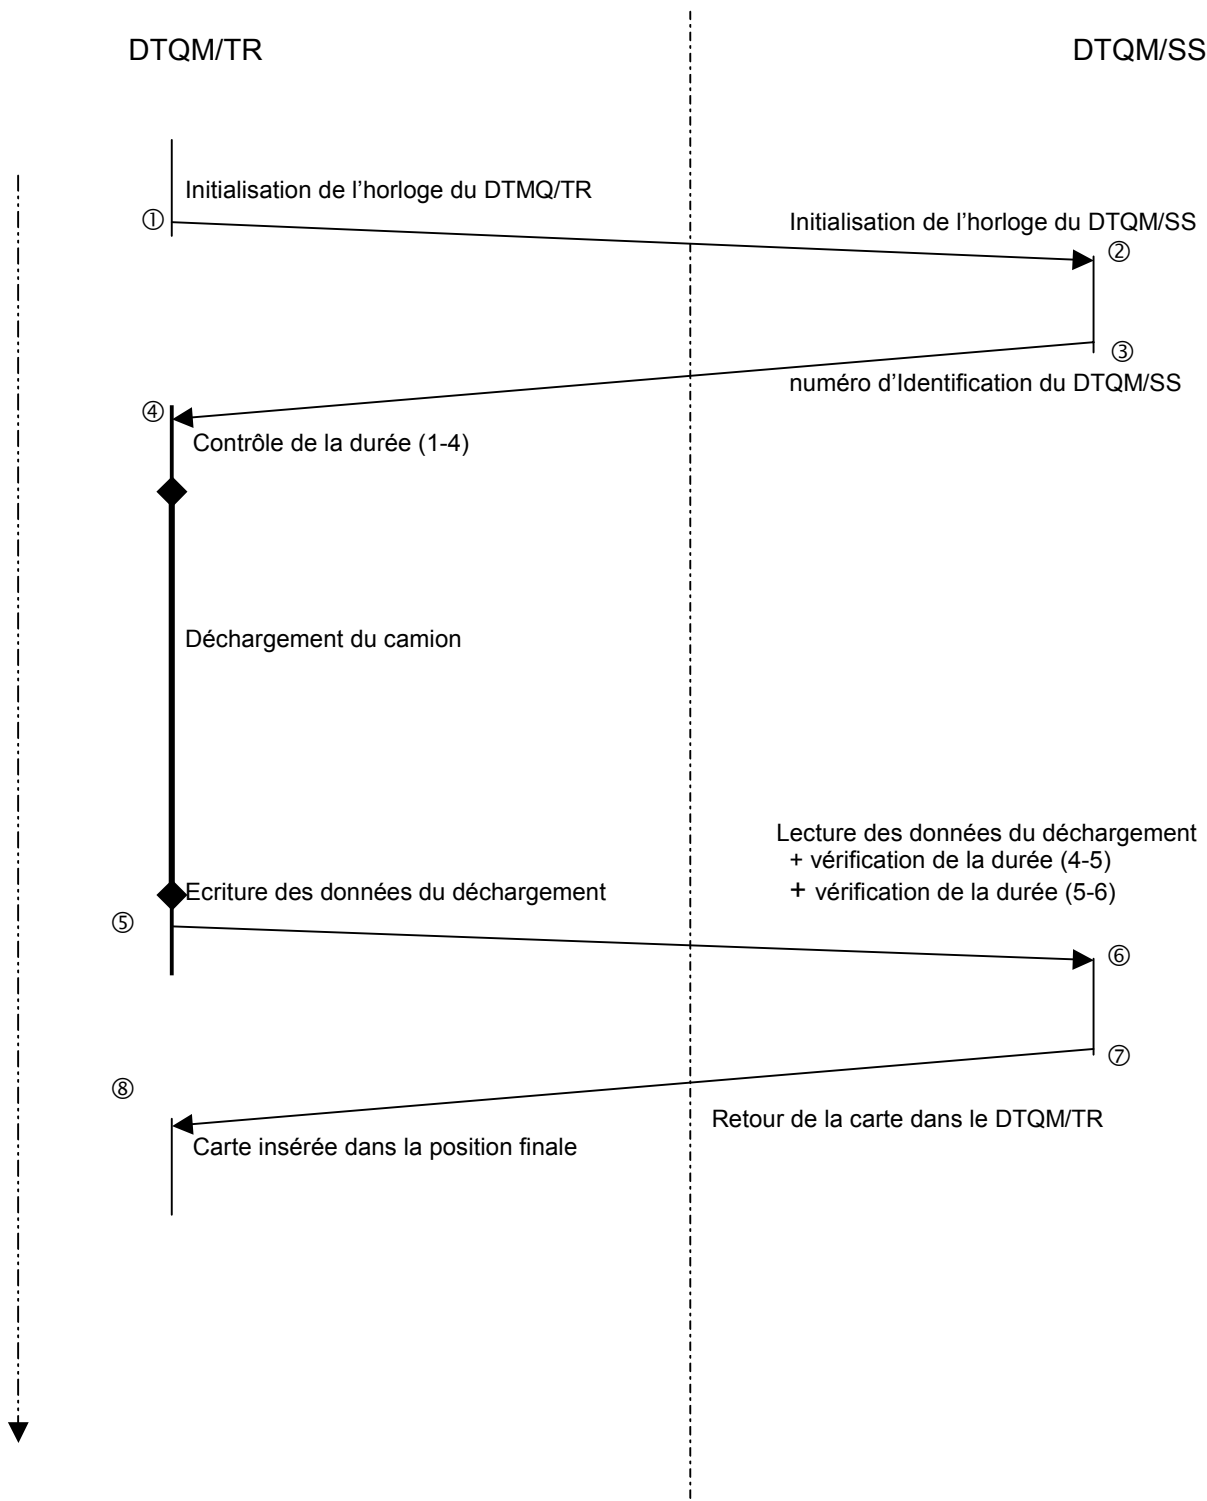 DTQM/TR
DTQM/SS
Initialisation de l’horloge du DTMQ/TR
①
Initialisation de l’horloge du DTQM/SS
②
③
numéro d’Identification du DTQM/SS
④
Contrôle de la durée (1-4)
Déchargement du camion
Lecture des données du déchargement
+ vérification de la durée (4-5)
+ vérification de la durée (5-6)
Ecriture des données du déchargement
⑤
⑥
⑦
⑧
Retour de la carte dans le DTQM/TR
Carte insérée dans la position finale